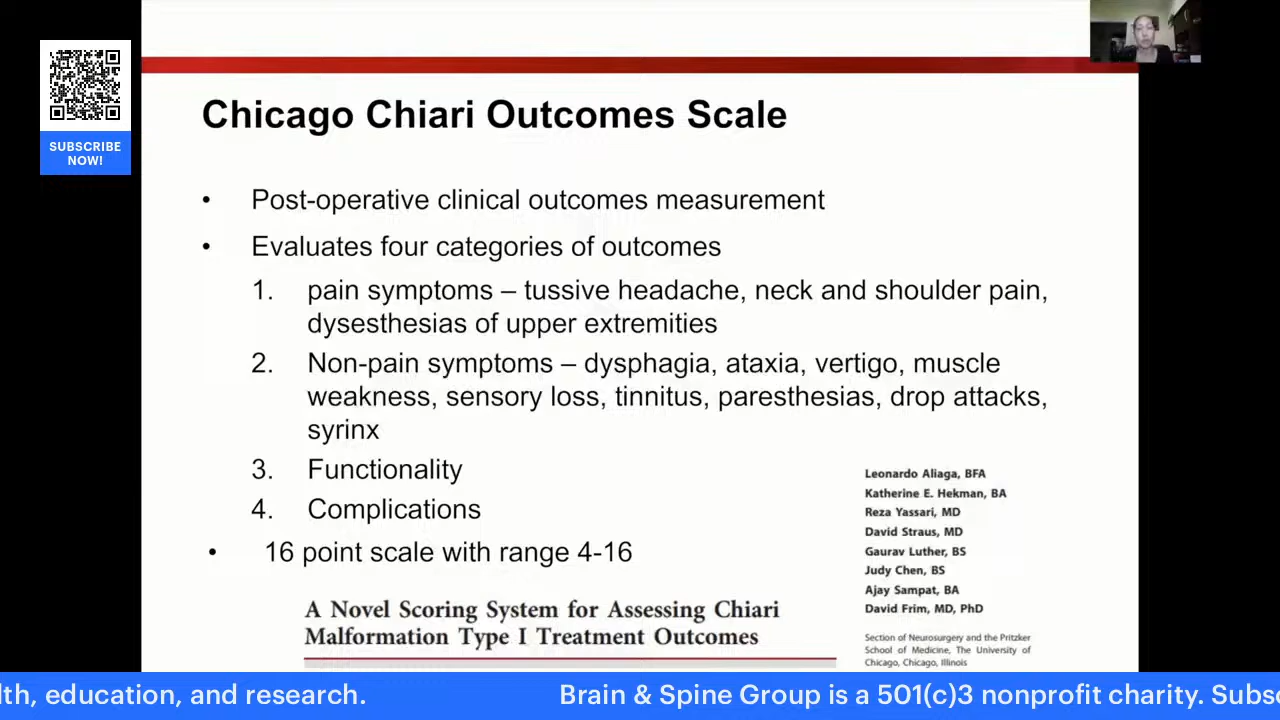 SUBSCRIBE
NOW!
Chicago Chiari Outcomes Scale
• Post-operative clinical outcomes measurement
• Evaluates four categories of outcomes
1. pain symptoms – tussive headache, neck and shoulder pain,
dysesthesias of upper extremities
2. Non-pain symptoms – dysphagia, ataxia, vertigo, muscle
weakness, sensory loss, tinnitus, paresthesias, drop attacks,
syrinx
3. Functionality
4. Complications
• 16 point scale with range 4-16
A Novel Scoring System for Assessing Chiari
Malformation Type I Treatment Outcomes
Leonardo Aliaga, BFA
Katherine E. Hekman, BA
Reza Yassari, MD
David Straus, MD
Gaurav Luther, BS
Judy Chen, BS
Ajay Sampat, BA
David Frim, MD, PhD
Section of Neurosurgery and the Pritzker
School of Medicine, The University of
Chicago, Chicago, Illinois
lth, education, and research. Brain & Spine Group is a 501(c)3 nonprofit charity. Subsc